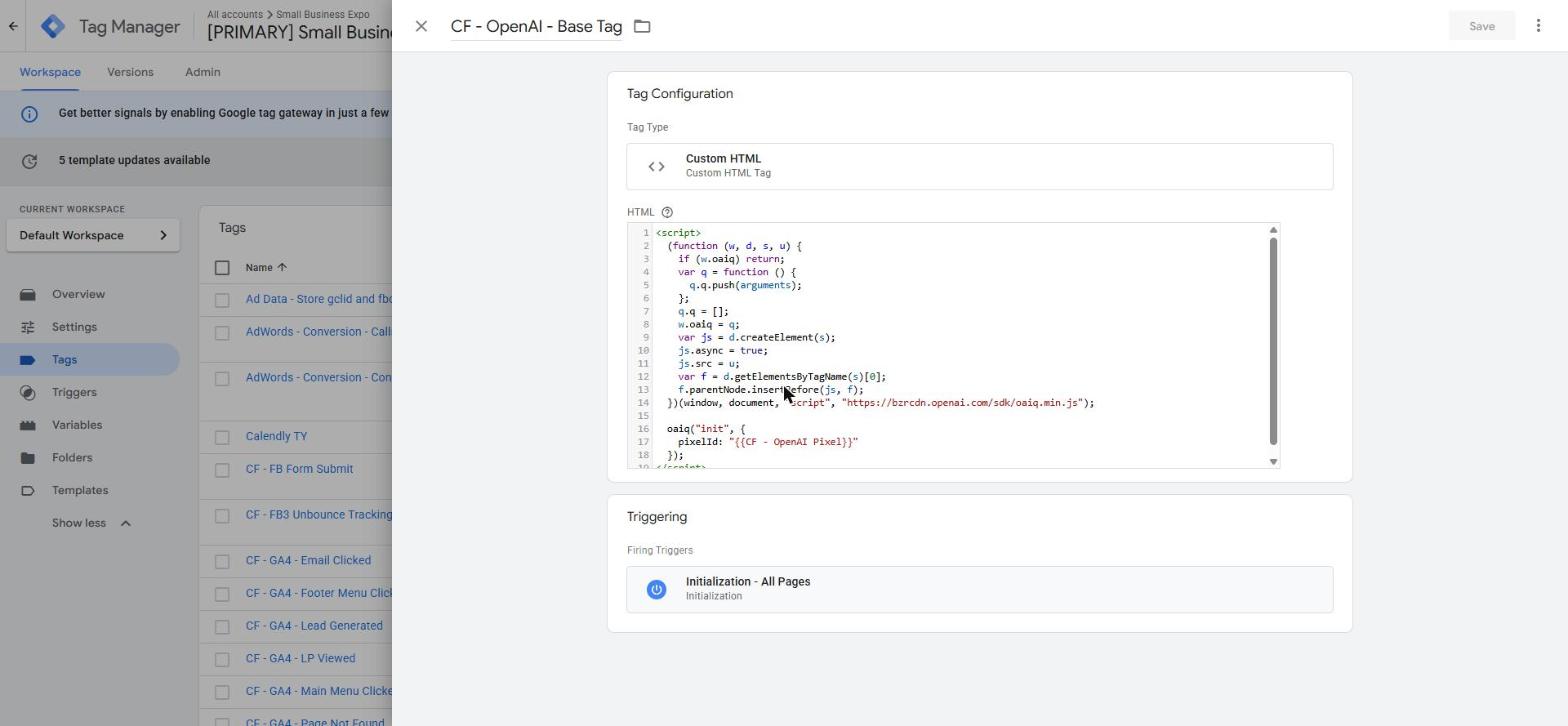 Tag Manager
All accounts > Small Business Expo
[PRIMARY] Small Busin
Workspace
Versions
Admin
Get better signals by enabling Google tag gateway in just a few
5 template updates available
CURRENT WORKSPACE
Default Workspace
Overview
Settings
Tags
Triggers
Variables
Folders
Templates
Show less
Tags
Name
Ad Data - Store gclid and fbc
AdWords - Conversion - Calle
AdWords - Conversion - Con
Calendly TY
CF - FB Form Submit
CF - FB3 Unbounce Tracking
CF - GA4 - Email Clicked
CF - GA4 - Footer Menu Click
CF - GA4 - Lead Generated
CF - GA4 - LP Viewed
CF - GA4 - Main Menu Clicke
CF - GA4 - Page Not Found
CF - OpenAI - Base Tag
Save
Tag Configuration
Tag Type
Custom HTML
Custom HTML Tag
HTML
1 <script>
2 (function (w, d, s, u) {
3 if (w.oaiq) return;
4 var q = function () {
5 q.q.push(arguments);
6 };
7 q.q = [];
8 w.oaiq = q;
9 var js = d.createElement(s);
10 js.async = true;
11 js.src = u;
12 var f = d.getElementsByTagName(s)[0];
13 f.parentNode.insertBefore(js, f);
14 })(window, document, "script", "https://bzrcdn.openai.com/sdk/oaiq.min.js");
15
16 oaiq("init", {
17 pixelId: "{{CF - OpenAI Pixel}}"
18 });
19 </script>
Triggering
Firing Triggers
Initialization - All Pages
Initialization